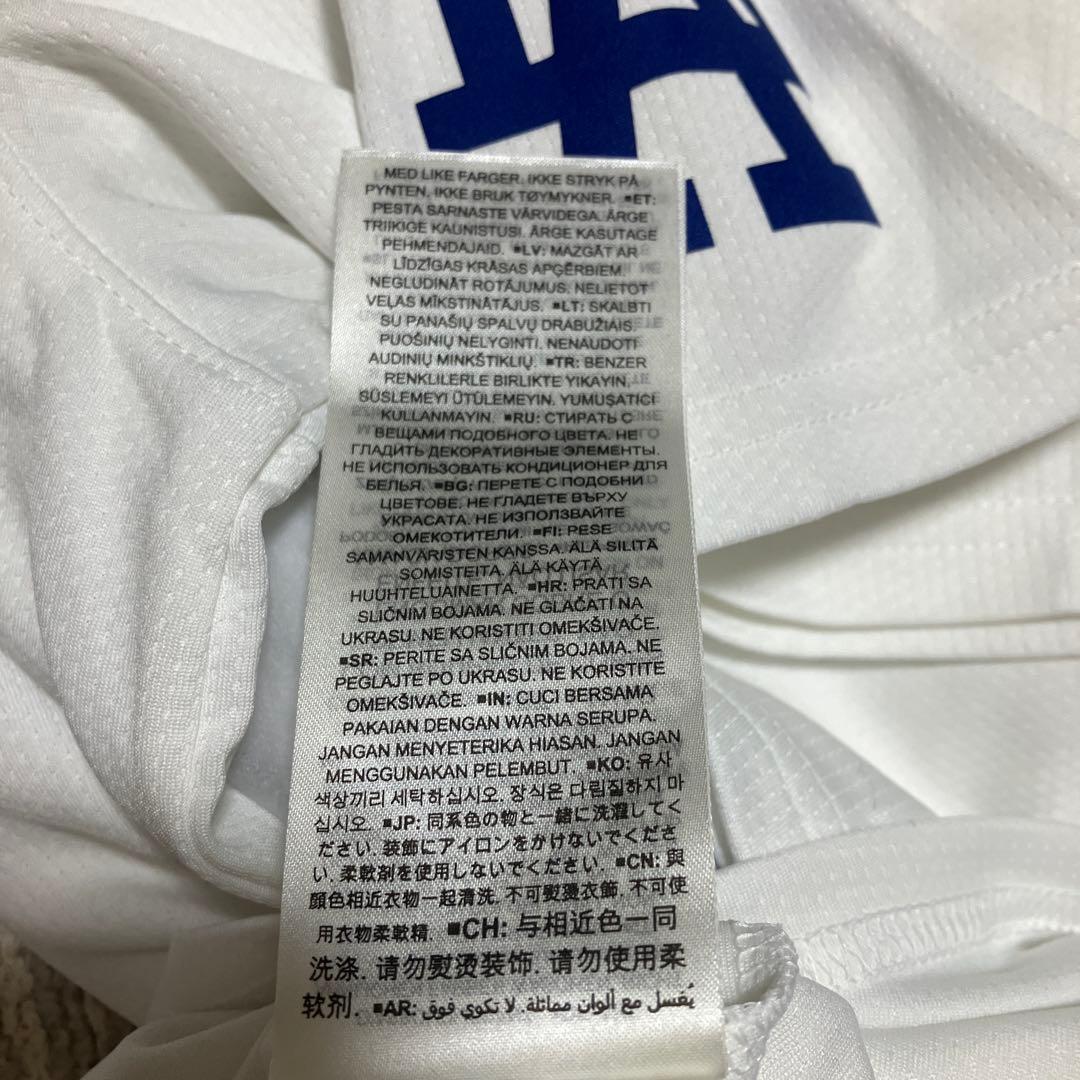 MED LIKE FARGER. IKKE STRYK PÅ
PYNTEN. IKKE BRUK TØYMYKNER. ■ET:
PESTA SARNASTE VÄRVIDEGA. ÄRGE
TRIIKIGE KAUNISTUSI. ÄRGE KASUTAGE
PEHMENDAJAID. ■LV: MAZGĀT AR
LĪDZĪGAS KRĀSAS APĢĒRBIEM.
NEGLUDINĀT ROTĀJUMUS. NELIETOT
VEĻAS MĪKSTINĀTĀJUS. ■LT: SKALBTI
SU PANAŠIŲ SPALVŲ DRABUŽIAIS.
PUOŠINIŲ NELYGINTI. NENAUDOTI
AUDINIŲ MINKŠTIKLIŲ. ■TR: BENZER
RENKLILERLE BIRLIKTE YIKAYIN.
SÜSLEMEYI ÜTÜLEMEYIN. YUMUŞATICI
KULLANMAYIN. ■RU: СТИРАТЬ С
ВЕЩАМИ ПОДОБНОГО ЦВЕТА. НЕ
ГЛАДИТЬ ДЕКОРАТИВНЫЕ ЭЛЕМЕНТЫ.
НЕ ИСПОЛЬЗОВАТЬ КОНДИЦИОНЕР ДЛЯ
БЕЛЬЯ. ■BG: ПЕРЕТЕ С ПОДОБНИ
ЦВЕТОВЕ. НЕ ГЛАДЕТЕ ВЪРХУ
УКРАСАТА. НЕ ИЗПОЛЗВАЙТЕ
ОМЕКОТИТЕЛИ. ■FI: PESE
SAMANVÄRISTEN KANSSA. ÄLÄ SILITÄ
SOMISTEITA. ÄLÄ KÄYTÄ
HUUHTELUAINETTA. ■HR: PRATI SA
SLIČNIM BOJAMA. NE GLAČATI NA
UKRASU. NE KORISTITI OMEKŠIVAČE.
■SR: PERITE SA SLIČNIM BOJAMA. NE
PEGLAJTE PO UKRASU. NE KORISTITE
OMEKŠIVAČE. ■IN: CUCI BERSAMA
PAKAIAN DENGAN WARNA SERUPA.
JANGAN MENYETERIKA HIASAN. JANGAN
MENGGUNAKAN PELEMBUT. ■KO: 유사
색상끼리 세탁하십시오. 장식은 다림질하지 마
십시오. ■JP: 同系色の物と一緒に洗濯してく
ださい. 装飾にアイロンをかけないでくださ
い. 柔軟剤を使用しないでください. ■CN: 與
顏色相近衣物一起清洗. 不可熨燙衣飾. 不可使
用衣物柔軟精. ■CH: 与相近色一同
洗涤. 请勿熨烫装饰. 请勿使用柔
软剂. ■AR: يُغسل مع ألوان مماثلة. لا تكوي فوق